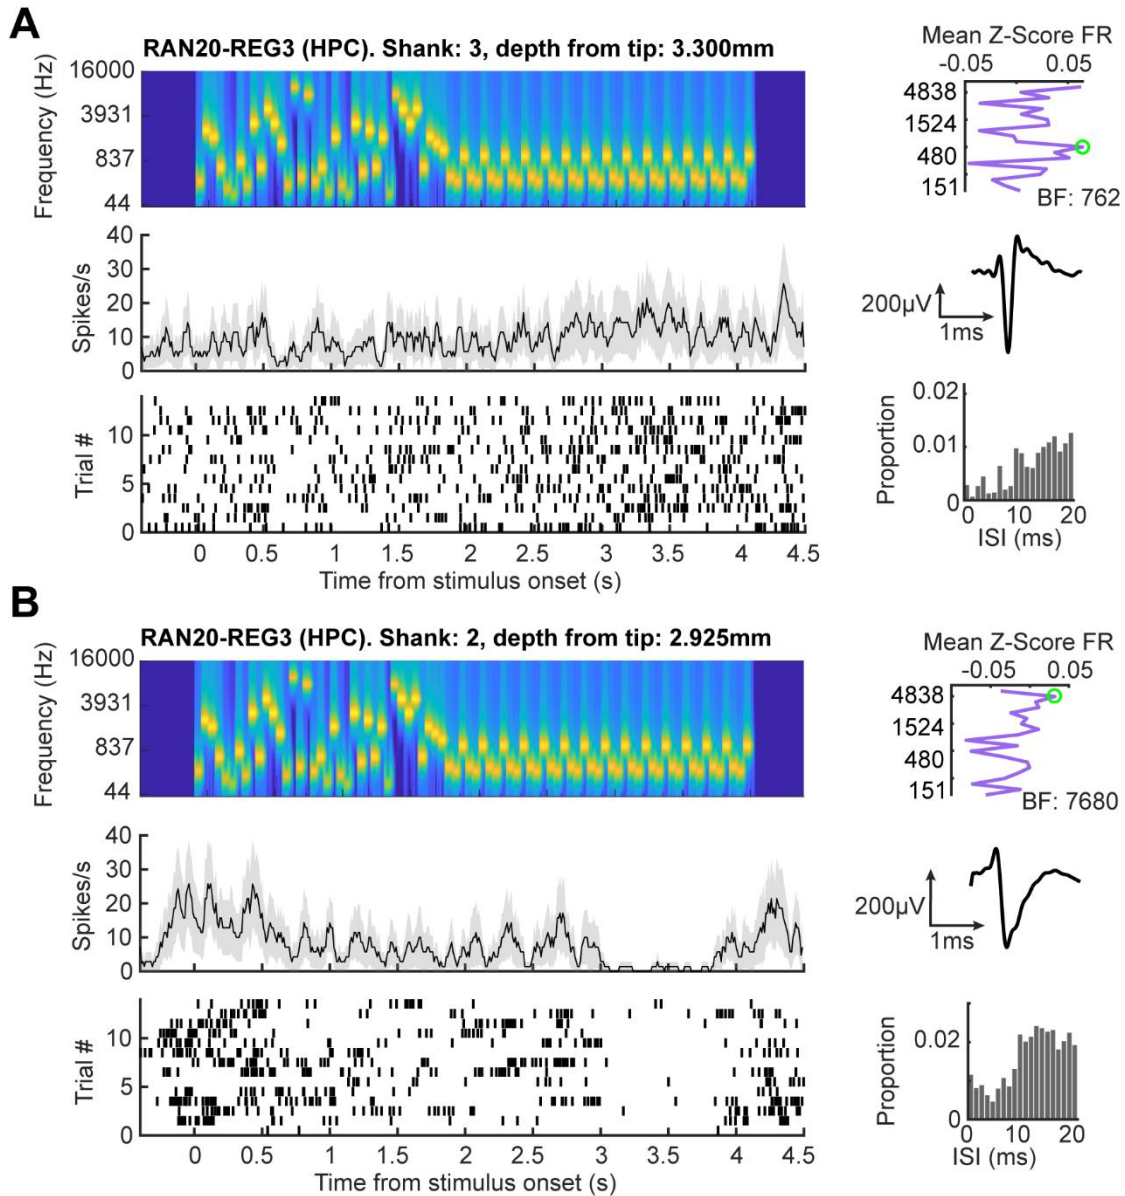 A
RAN20-REG3 (HPC). Shank: 3, depth from tip: 3.300mm
Frequency (Hz)
16000
3931
837
44
Mean Z-Score FR
-0.05 0.05
4838
1524
480
151
BF: 762
Spikes/s
40
30
20
10
0
200µV
1ms
Trial #
10
5
0
0 0.5 1 1.5 2 2.5 3 3.5 4 4.5
Time from stimulus onset (s)
Proportion
0.02
0.01
0
0 10 20
ISI (ms)
B
RAN20-REG3 (HPC). Shank: 2, depth from tip: 2.925mm
Frequency (Hz)
16000
3931
837
44
Mean Z-Score FR
-0.05 0.05
4838
1524
480
151
BF: 7680
Spikes/s
40
30
20
10
0
200µV
1ms
Trial #
10
5
0
0 0.5 1 1.5 2 2.5 3 3.5 4 4.5
Time from stimulus onset (s)
Proportion
0.02
0
0 10 20
ISI (ms)